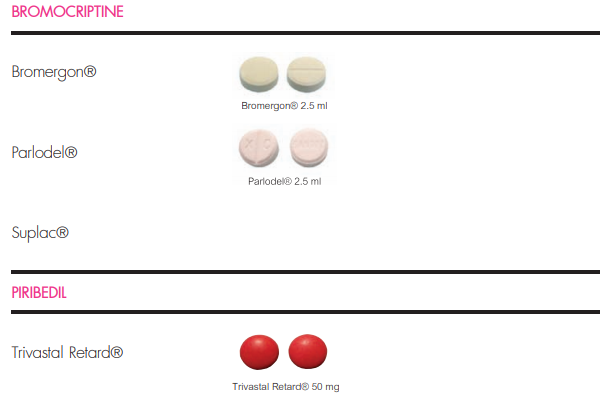 BROMOCRIPTINE
Bromergon®
Bromergon® 2.5 ml
Parlodel®
Parlodel® 2.5 ml
Suplac®
PIRIBEDIL
Trivastal Retard®
Trivastal Retard® 50 mg